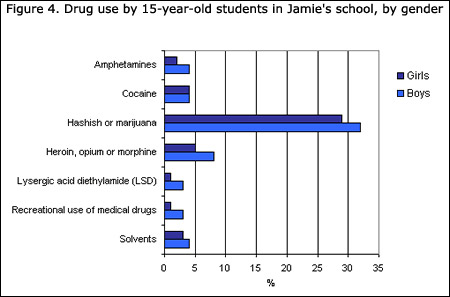 Figure 4. Drug use by 15-year-old students in Jamie's school, by gender
Amphetamines
Cocaine
Hashish or marijuana
Heroin, opium or morphine
Lysergic acid diethylamide (LSD)
Recreational use of medical drugs
Solvents
0 5 10 15 20 25 30 35
%
Girls
Boys